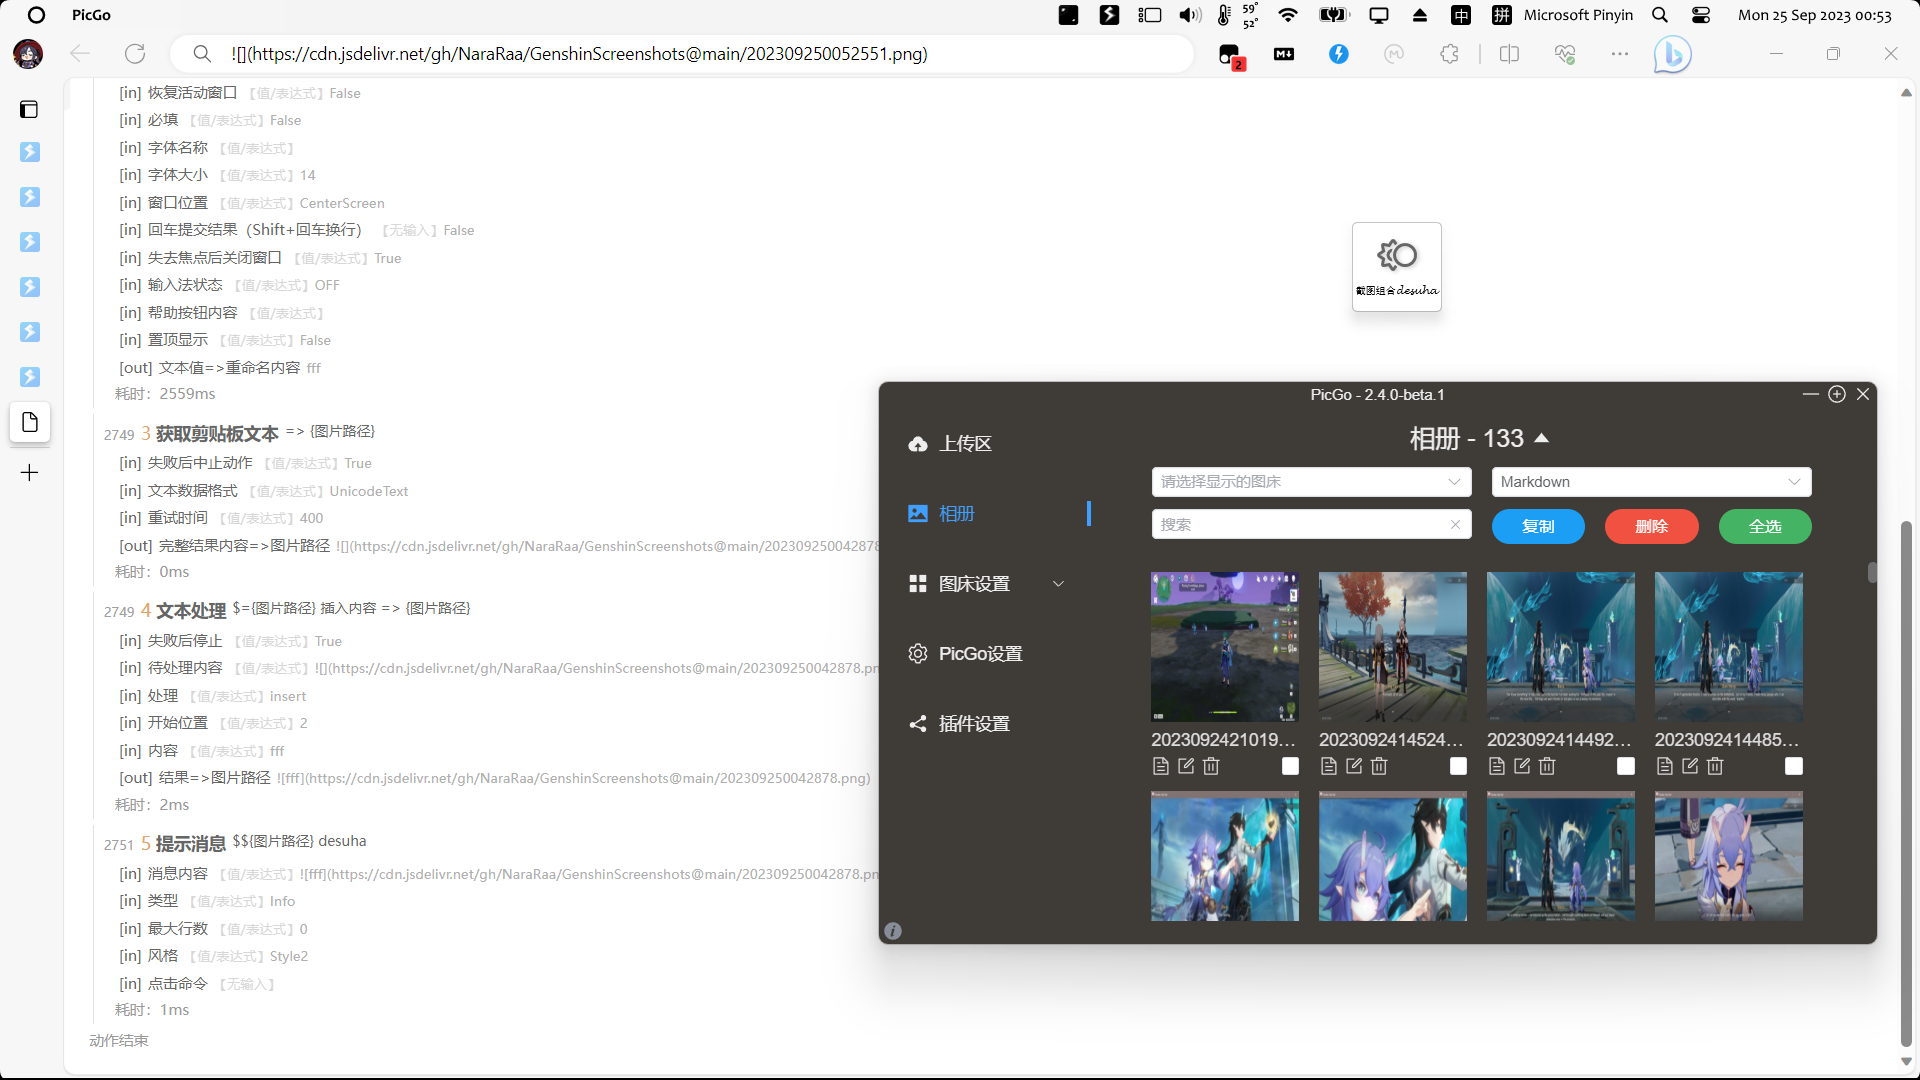 PicGo
59°
52°
中
拼
Microsoft Pinyin
Mon 25 Sep 2023 00:53
![](https://cdn.jsdelivr.net/gh/NaraRaa/GenshinScreenshots@main/202309250052551.png)
2
[in] 恢复活动窗口 【值/表达式】False
[in] 必填 【值/表达式】False
[in] 字体名称 【值/表达式】
[in] 字体大小 【值/表达式】14
[in] 窗口位置 【值/表达式】CenterScreen
[in] 回车提交结果（Shift+回车换行） 【无输入】False
[in] 失去焦点后关闭窗口 【值/表达式】True
[in] 输入法状态 【值/表达式】OFF
[in] 帮助按钮内容 【值/表达式】
[in] 置顶显示 【值/表达式】False
[out] 文本值=>重命名内容 fff
耗时：2559ms
2749 3 获取剪贴板文本 => {图片路径}
[in] 失败后中止动作 【值/表达式】True
[in] 文本数据格式 【值/表达式】UnicodeText
[in] 重试时间 【值/表达式】400
[out] 完整结果内容=>图片路径 ![](https://cdn.jsdelivr.net/gh/NaraRaa/GenshinScreenshots@main/202309250042878
耗时：0ms
2749 4 文本处理 $={图片路径} 插入内容 => {图片路径}
[in] 失败后停止 【值/表达式】True
[in] 待处理内容 【值/表达式】![](https://cdn.jsdelivr.net/gh/NaraRaa/GenshinScreenshots@main/202309250042878.pn
[in] 处理 【值/表达式】insert
[in] 开始位置 【值/表达式】2
[in] 内容 【值/表达式】fff
[out] 结果=>图片路径 ![fff](https://cdn.jsdelivr.net/gh/NaraRaa/GenshinScreenshots@main/202309250042878.png)
耗时：2ms
2751 5 提示消息 $${图片路径} desuha
[in] 消息内容 【值/表达式】![fff](https://cdn.jsdelivr.net/gh/NaraRaa/GenshinScreenshots@main/202309250042878.pn
[in] 类型 【值/表达式】Info
[in] 最大行数 【值/表达式】0
[in] 风格 【值/表达式】Style2
[in] 点击命令 【无输入】
耗时：1ms
动作结束
截图组合desuha
PicGo - 2.4.0-beta.1
上传区
相册
图床设置
PicGo设置
插件设置
相册 - 133
请选择显示的图床
Markdown
搜索
复制
删除
全选
2023092421019...
2023092414524...
2023092414492...
2023092414485...